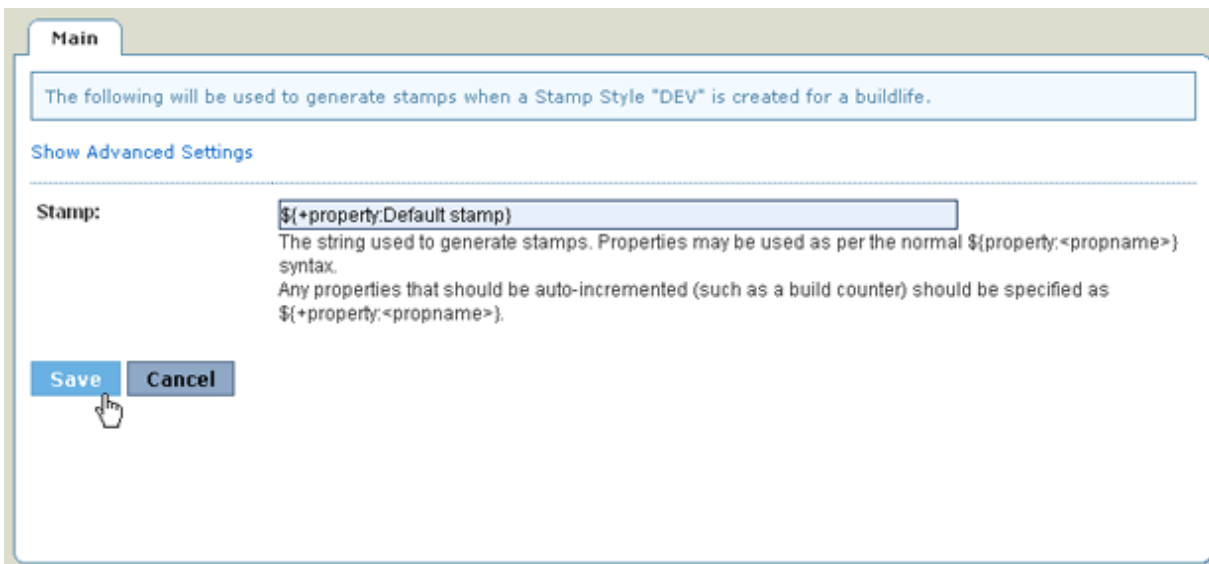 Main
The following will be used to generate stamps when a Stamp Style "DEV" is created for a buildlife.
Show Advanced Settings
Stamp:
${+property:Default stamp}
The string used to generate stamps. Properties may be used as per the normal ${property:<propname>}
syntax.
Any properties that should be auto-incremented (such as a build counter) should be specified as
${+property:<propname>}.
Save Cancel